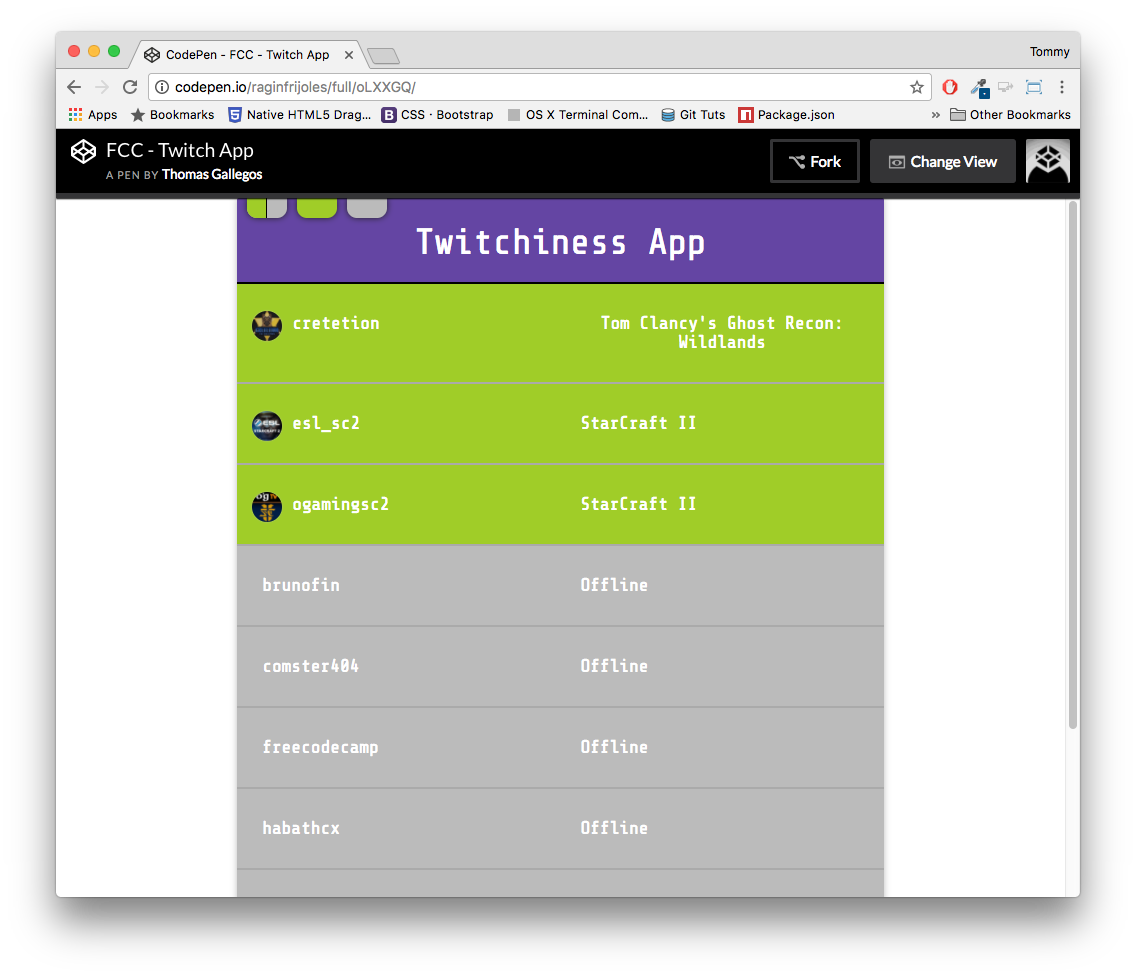 CodePen - FCC - Twitch App
Tommy
codepen.io/raginfrijoles/full/oLXXGQ/
Apps
Bookmarks
Native HTML5 Drag...
B
CSS · Bootstrap
OS X Terminal Com...
Git Tuts
Package.json
»
Other Bookmarks
FCC - Twitch App
A PEN BY Thomas Gallegos
Fork
Change View
Twitchiness App
cretetion
Tom Clancy's Ghost Recon:
Wildlands
ESL
esl_sc2
StarCraft II
ogamingsc2
StarCraft II
brunofin
Offline
comster404
Offline
freecodecamp
Offline
habathcx
Offline